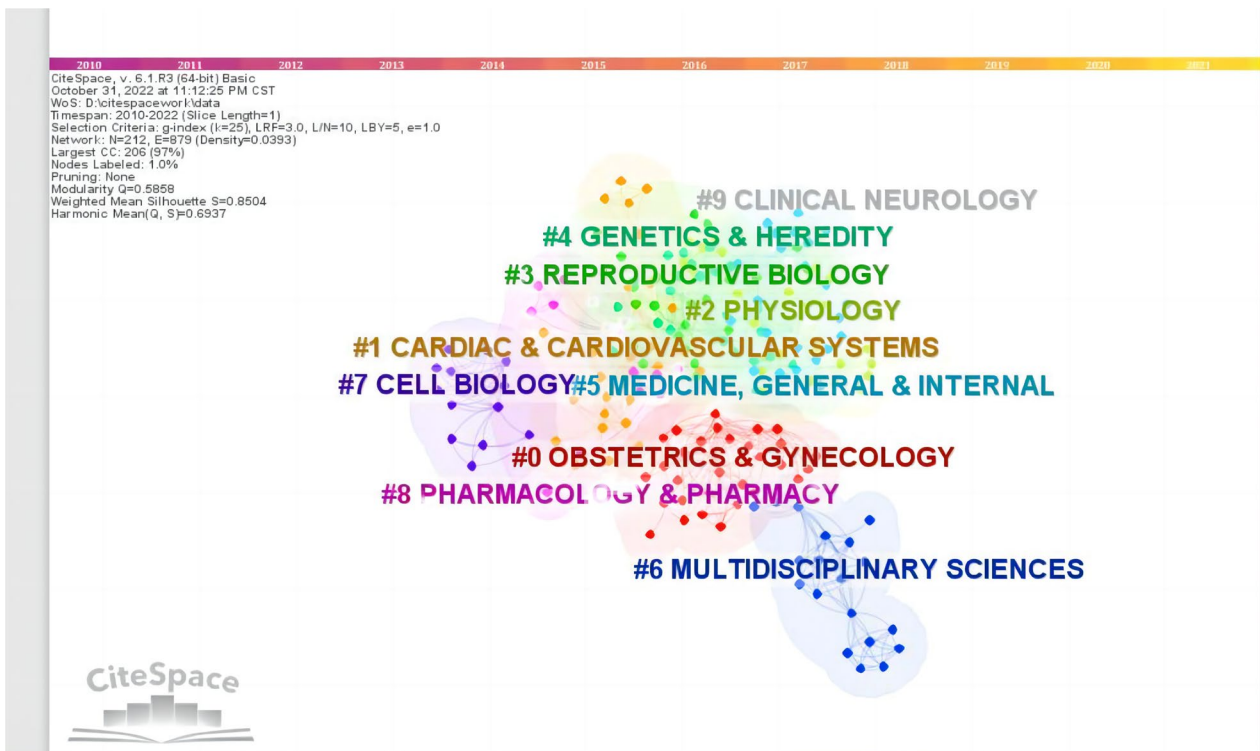 2010 2011 2012 2013 2014 2015 2016 2017 2018 2019 2020 2021
CiteSpace, v. 6.1.R3 (64-bit) Basic
October 31, 2022 at 11:12:25 PM CST
WoS: D:\citespacework\data
Timespan: 2010-2022 (Slice Length=1)
Selection Criteria: g-index (k=25), LRF=3.0, L/N=10, LBY=5, e=1.0
Network: N=212, E=879 (Density=0.0393)
Largest CC: 206 (97%)
Nodes Labeled: 1.0%
Pruning: None
Modularity Q=0.5858
Weighted Mean Silhouette S=0.8504
Harmonic Mean(Q, S)=0.6937
#9 CLINICAL NEUROLOGY
#4 GENETICS & HEREDITY
#3 REPRODUCTIVE BIOLOGY
#2 PHYSIOLOGY
#1 CARDIAC & CARDIOVASCULAR SYSTEMS
#7 CELL BIOLOGY #5 MEDICINE, GENERAL & INTERNAL
#0 OBSTETRICS & GYNECOLOGY
#8 PHARMACOLOGY & PHARMACY
#6 MULTIDISCIPLINARY SCIENCES
CiteSpace